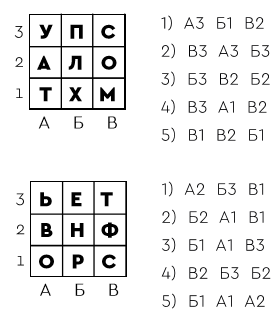 3 У П С
2 А Л О
1 Т Х М
А Б В
1) А3 Б1 В2
2) В3 А3 Б3
3) Б3 В2 Б2
4) В3 А1 В2
5) В1 В2 Б1
3 Ь Е Т
2 В Н Ф
1 О Р С
А Б В
1) А2 Б3 В1
2) Б2 А1 В1
3) Б1 А1 В3
4) В2 Б3 Б2
5) Б1 А1 А2